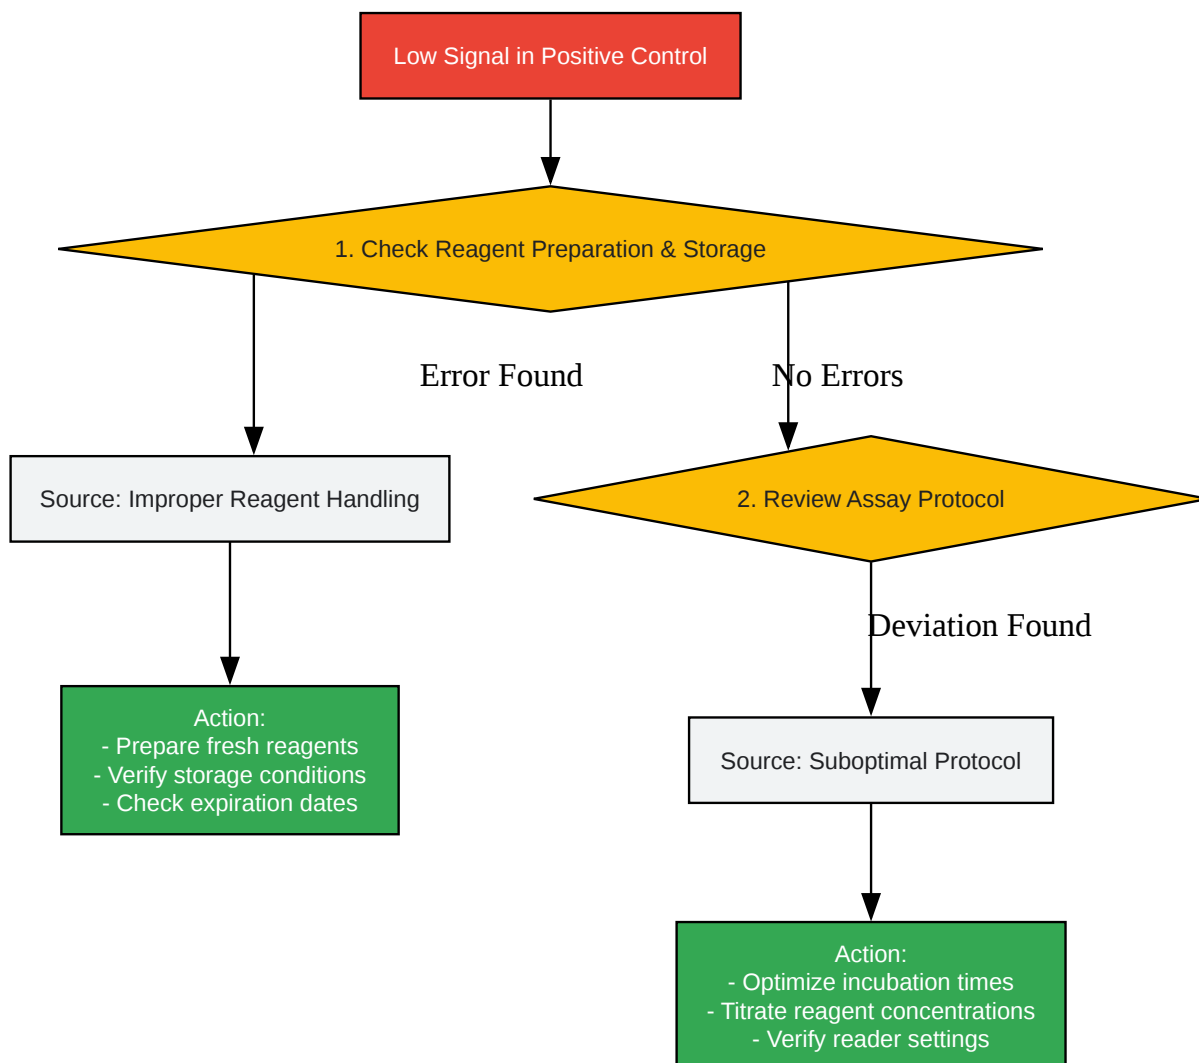 Low Signal in Positive Control
1. Check Reagent Preparation & Storage
Error Found
No Errors
Source: Improper Reagent Handling
2. Review Assay Protocol
Deviation Found
Action:
- Prepare fresh reagents
- Verify storage conditions
- Check expiration dates
Source: Suboptimal Protocol
Action:
- Optimize incubation times
- Titrate reagent concentrations
- Verify reader settings